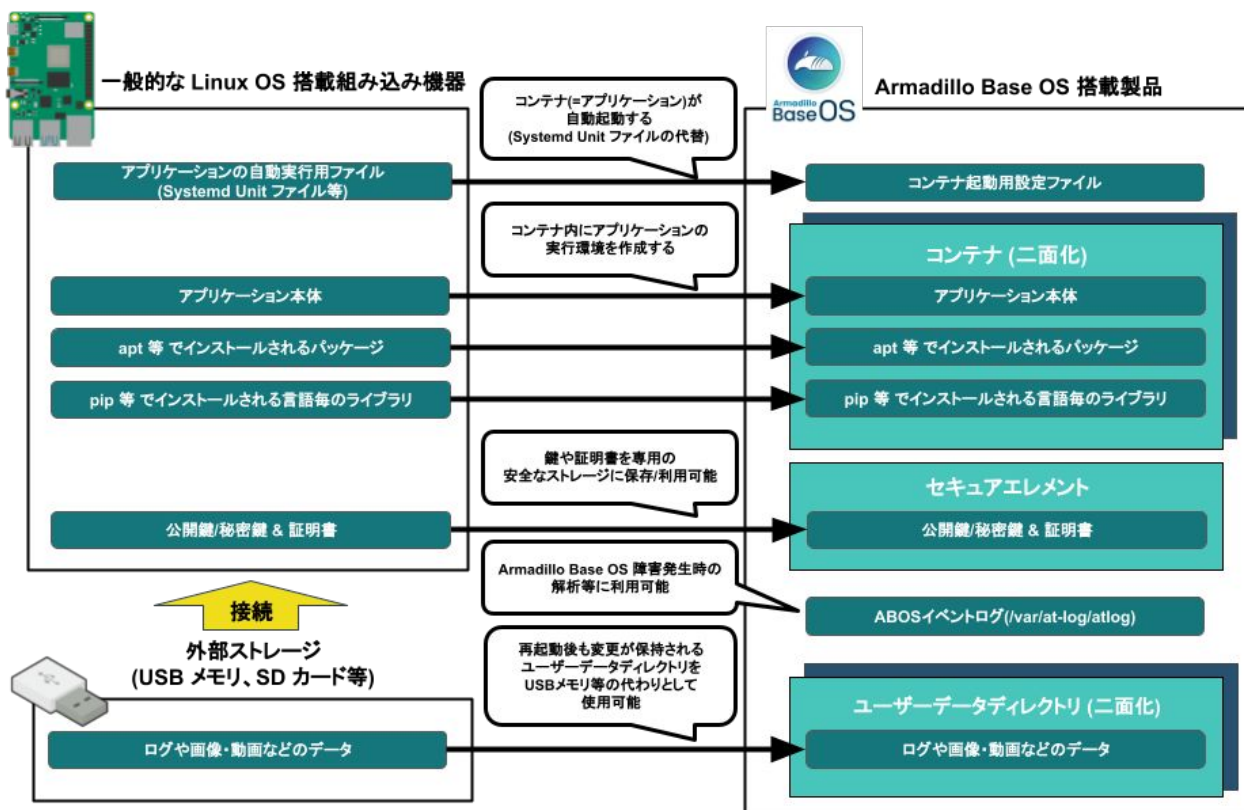 一般的な Linux OS 搭載組み込み機器
Armadillo
Base OS
Armadillo Base OS 搭載製品
コンテナ(=アプリケーション)が
自動起動する
(Systemd Unit ファイルの代替)
アプリケーションの自動実行用ファイル
(Systemd Unit ファイル等)
コンテナ起動用設定ファイル
コンテナ内にアプリケーションの
実行環境を作成する
コンテナ (二面化)
アプリケーション本体
アプリケーション本体
apt 等 でインストールされるパッケージ
apt 等 でインストールされるパッケージ
pip 等 でインストールされる言語毎のライブラリ
pip 等 でインストールされる言語毎のライブラリ
鍵や証明書を専用の
安全なストレージに保存/利用可能
セキュアエレメント
公開鍵/秘密鍵 & 証明書
公開鍵/秘密鍵 & 証明書
Armadillo Base OS 障害発生時の
解析等に利用可能
ABOSイベントログ(/var/at-log/atlog)
接続
外部ストレージ
(USB メモリ、SD カード等)
再起動後も変更が保持される
ユーザーデータディレクトリを
USBメモリ等の代わりとして
使用可能
ユーザーデータディレクトリ (二面化)
ログや画像・動画などのデータ
ログや画像・動画などのデータ